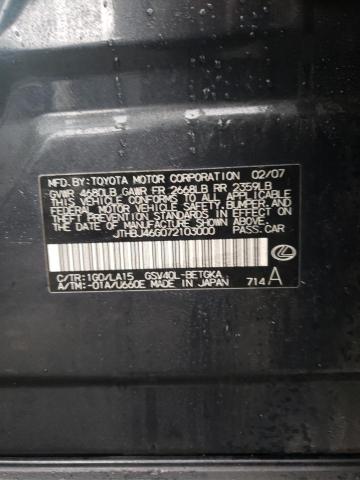 MFD.BY:TOYOTA MOTOR CORPORATION 02/07
GVWR 4680LB GAWR FR 2668LB RR 2359LB
THIS VEHICLE CONFORMS TO ALL APPLICABLE
FEDERAL MOTOR VEHICLE SAFETY,BUMPER,AND
THEFT PREVENTION STANDARDS IN EFFECT ON
THE DATE OF MANUFACTURE SHOWN ABOVE.
JTHBJ46G072103000 PASS.CAR
C/TR:1G0/LA15 GSV40L-BETGKA
A/TM:-01A/U660E MADE IN JAPAN 714 A